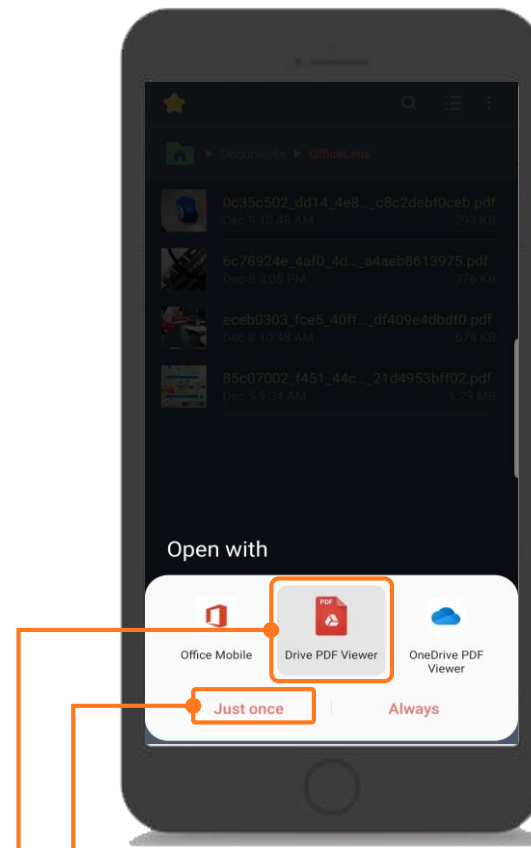 Documents OfficeLens
0c35c502_dd14_4e8..._c8c2debf0ceb.pdf
Dec 9 10:48 AM 293 KB
6c78924e_4af0_4d..._a4aeb8613975.pdf
Dec 8 3:05 PM 376 KB
eceb0303_fce5_40ff..._df409e4dbdf0.pdf
Dec 8 10:48 AM 674 KB
85c07002_f451_44c..._21d4953bff02.pdf
Dec 5 9:34 AM 1.29 MB
Open with
PDF
Office Mobile Drive PDF Viewer OneDrive PDF
Viewer
Just once Always